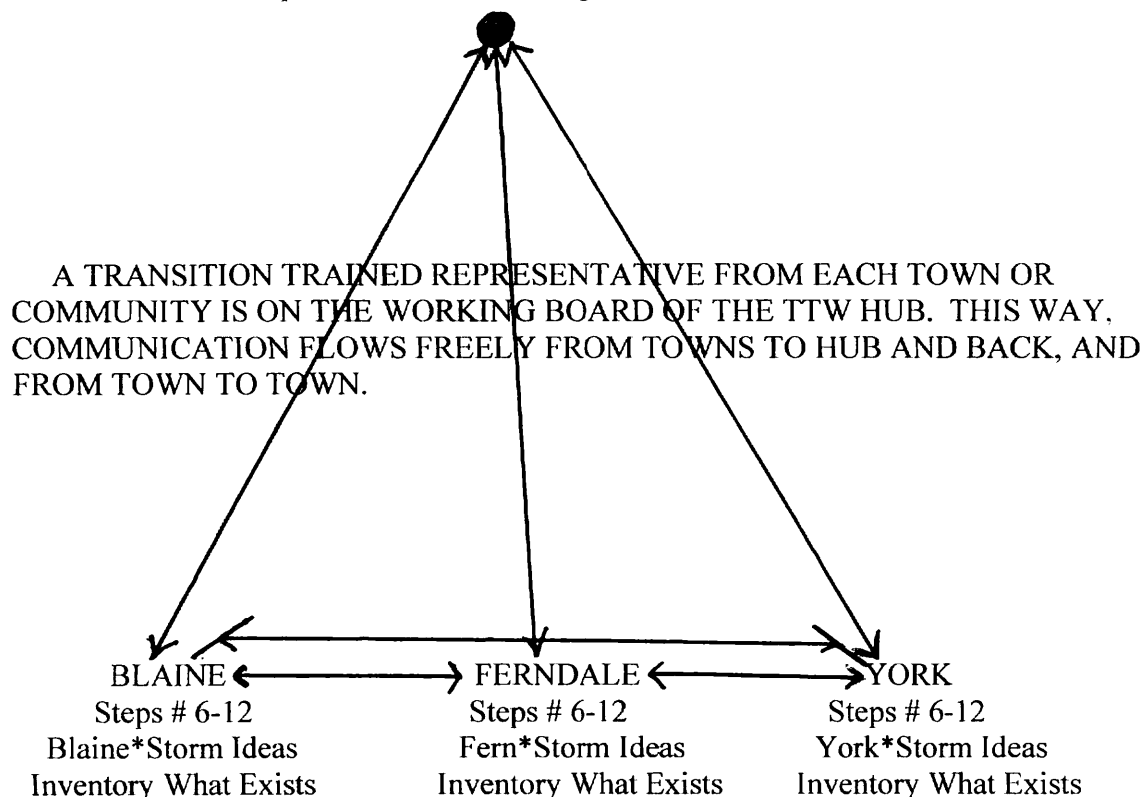 A TRANSITION TRAINED REPRESENTATIVE FROM EACH TOWN OR
COMMUNITY IS ON THE WORKING BOARD OF THE TTW HUB. THIS WAY,
COMMUNICATION FLOWS FREELY FROM TOWNS TO HUB AND BACK, AND
FROM TOWN TO TOWN.
BLAINE FERNDALE YORK
Steps # 6-12 Steps # 6-12 Steps # 6-12
Blaine*Storm Ideas Fern*Storm Ideas York*Storm Ideas
Inventory What Exists Inventory What Exists Inventory What Exists